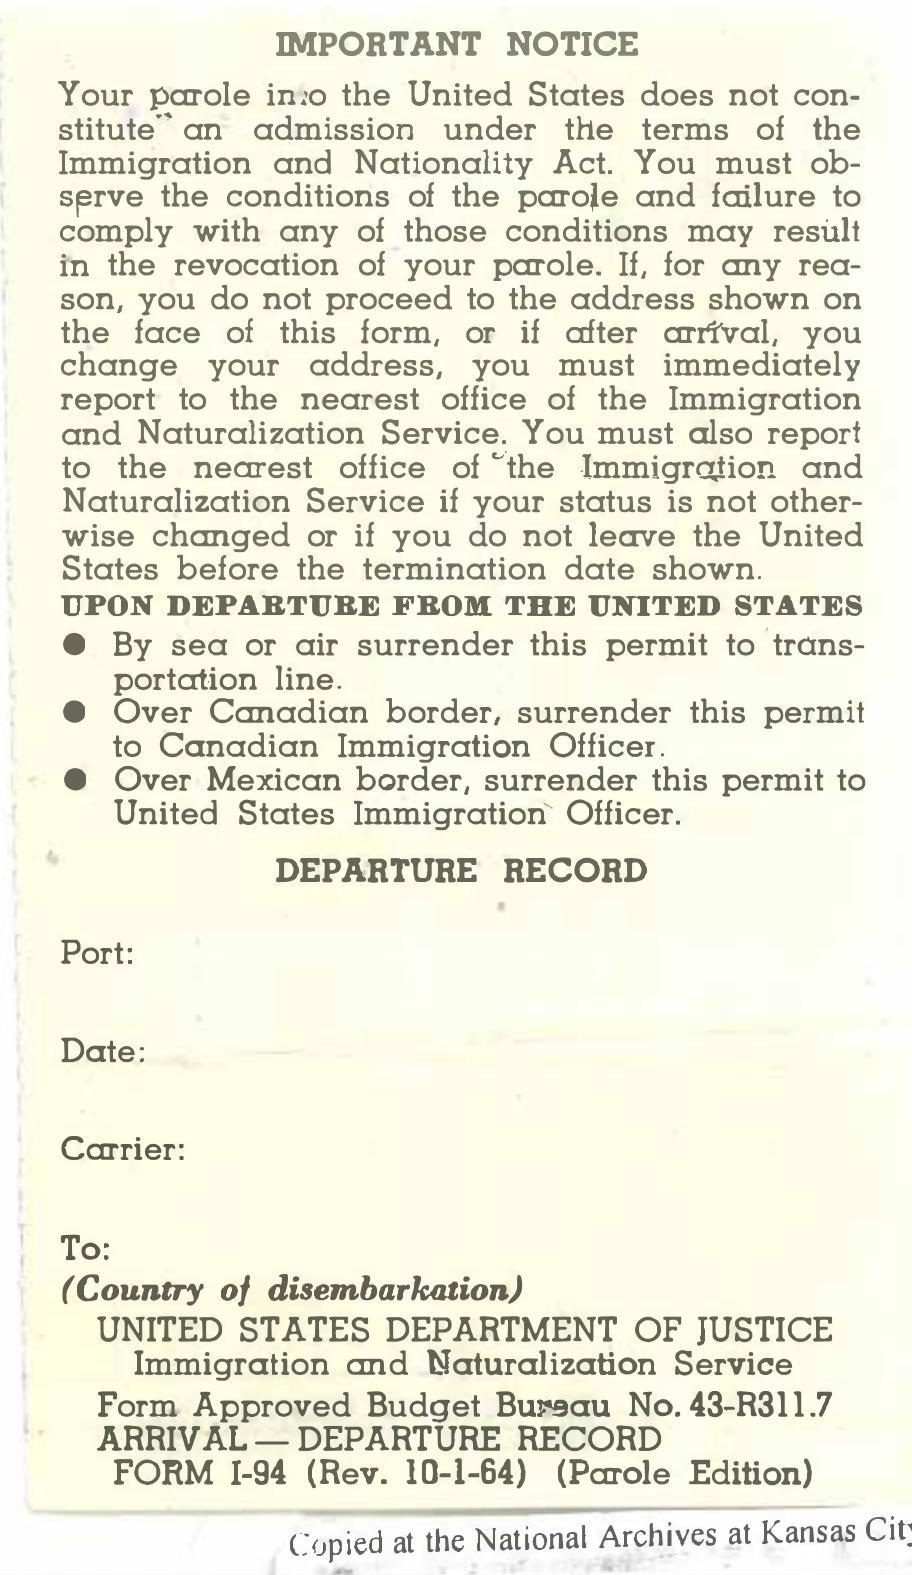 IMPORTANT NOTICE
Your parole into the United States does not con-
stitute an admission under the terms of the
Immigration and Nationality Act. You must ob-
serve the conditions of the parole and failure to
comply with any of those conditions may result
in the revocation of your parole. If, for any rea-
son, you do not proceed to the address shown on
the face of this form, or if after arrival, you
change your address, you must immediately
report to the nearest office of the Immigration
and Naturalization Service. You must also report
to the nearest office of the Immigration and
Naturalization Service if your status is not other-
wise changed or if you do not leave the United
States before the termination date shown.
UPON DEPARTURE FROM THE UNITED STATES
● By sea or air surrender this permit to trans-
portation line.
● Over Canadian border, surrender this permit
to Canadian Immigration Officer.
● Over Mexican border, surrender this permit to
United States Immigration Officer.
DEPARTURE RECORD
Port:
Date:
Carrier:
To:
(Country of disembarkation)
UNITED STATES DEPARTMENT OF JUSTICE
Immigration and Naturalization Service
Form Approved Budget Bureau No. 43-R311.7
ARRIVAL — DEPARTURE RECORD
FORM I-94 (Rev. 10-1-64) (Parole Edition)
Copied at the National Archives at Kansas City